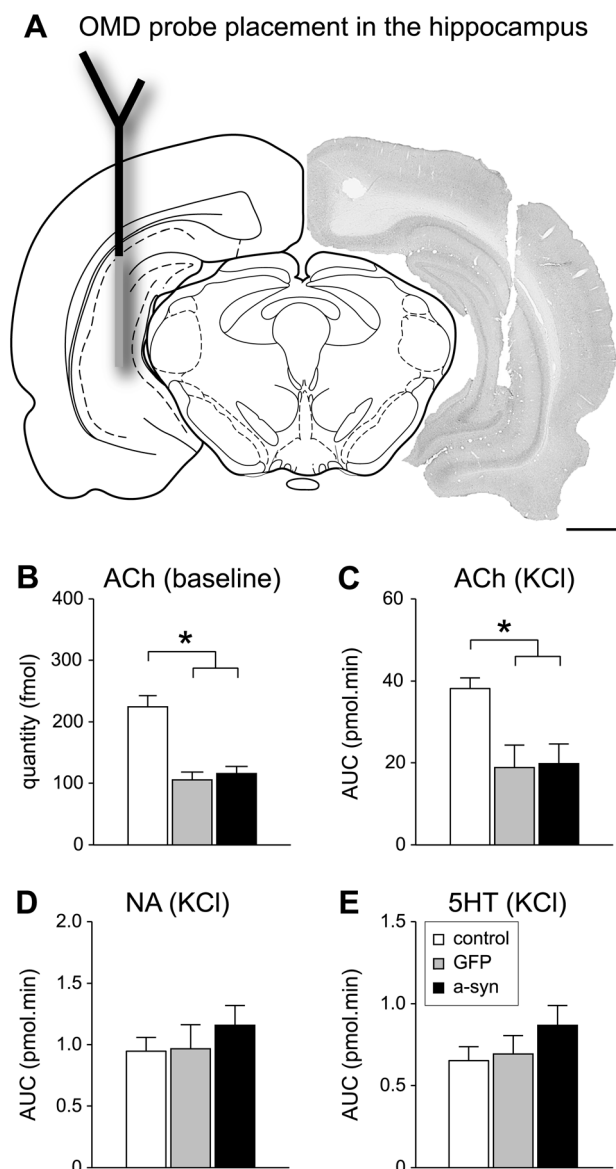 A OMD probe placement in the hippocampus
B ACh (baseline)
400
300
200
100
0
quantity (fmol)
*
C ACh (KCl)
60
40
20
0
AUC (pmol.min)
*
D NA (KCl)
2.0
1.5
1.0
0.5
0
AUC (pmol.min)
E 5HT (KCl)
1.5
1.0
0.5
0
AUC (pmol.min)
control
GFP
a-syn